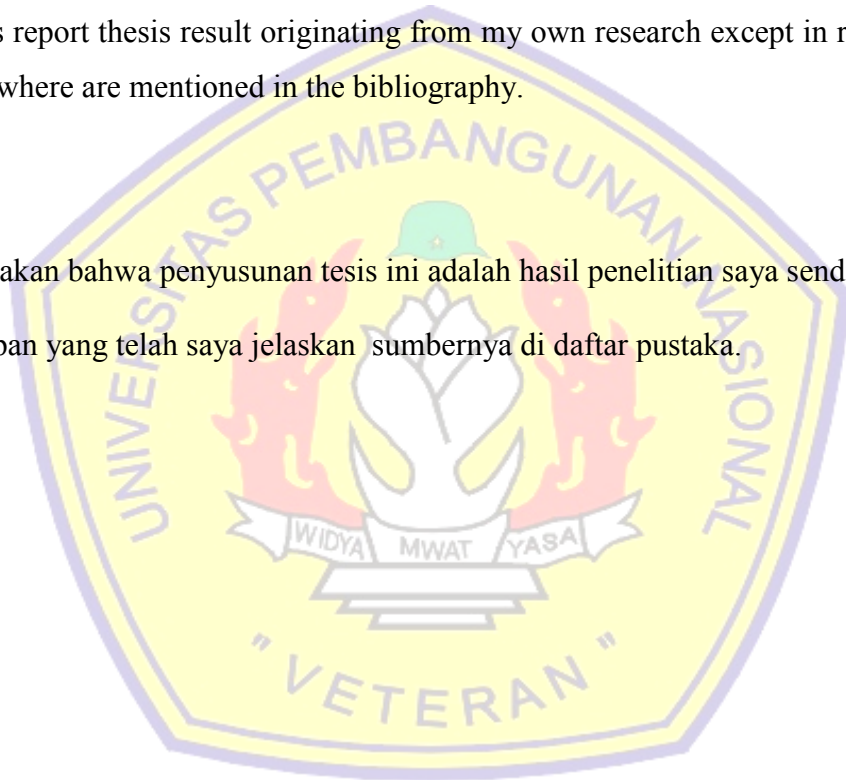 s report thesis result originating from my own research except in
where are mentioned in the bibliography.
UNIVERSITAS PEMBANGUNAN NASIONAL
akan bahwa penyusunan tesis ini adalah hasil penelitian saya send
pan yang telah saya jelaskan sumbernya di daftar pustaka.
WIDYA MWAT YASA
" VETERAN "